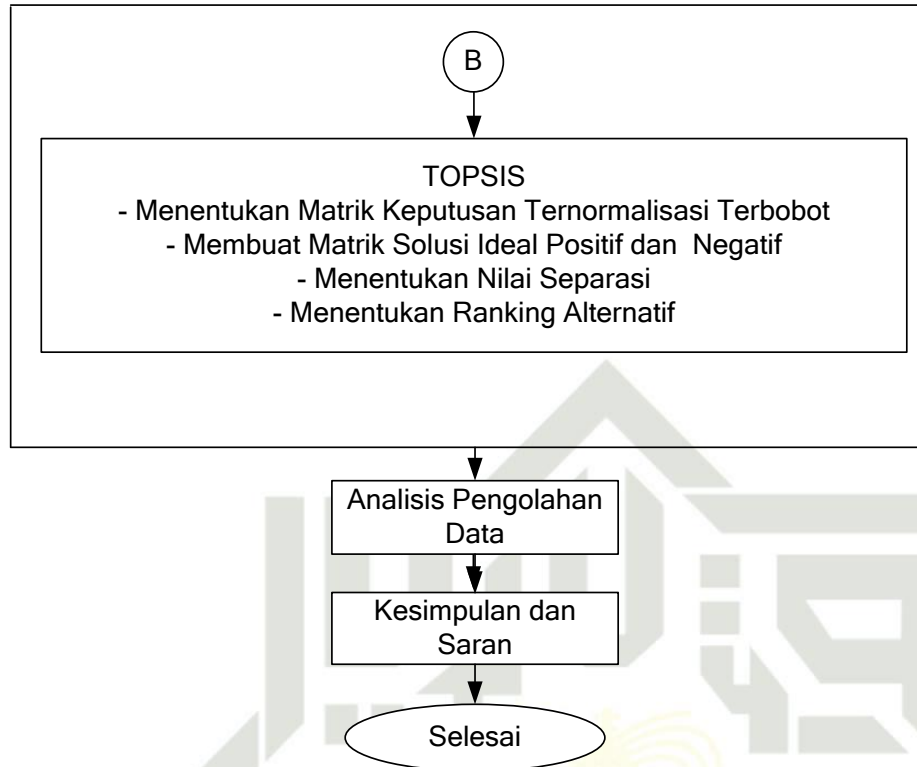 B
TOPSIS
- Menentukan Matrik Keputusan Ternormalisasi Terbobot
- Membuat Matrik Solusi Ideal Positif dan  Negatif
- Menentukan Nilai Separasi
- Menentukan Ranking Alternatif
Analisis Pengolahan
Data
Kesimpulan dan
Saran
Selesai